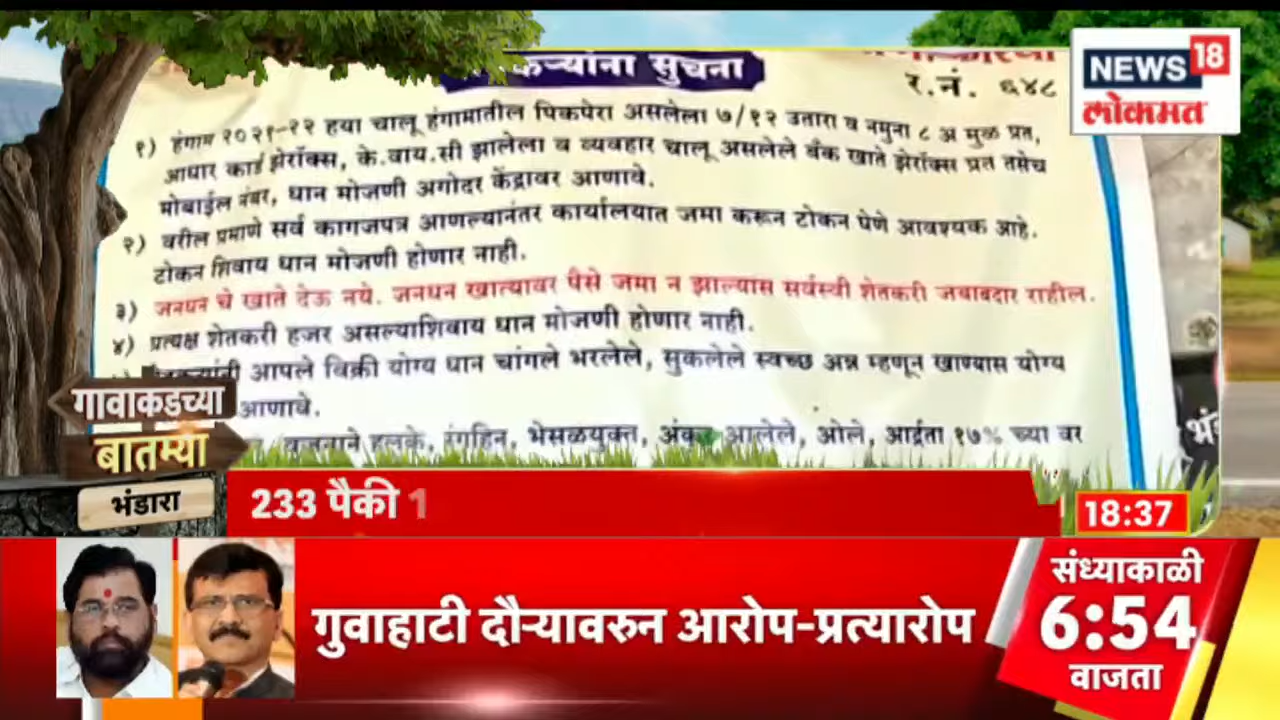 कऱ्यांना सुचना
र.नं. ६४८
NEWS 18
लोकमत
१) हंगाम २०२१-२२ हया चालू हंगामातील पिकपेरा असलेला ७/१२ उतारा व नमुना ८ अ मुळ प्रत,
आधार कार्ड झेरॉक्स, के.वाय.सी झालेला व व्यवहार चालू असलेले बँक खाते झेरॉक्स प्रत तसेच
मोबाईल नंबर, धान मोजणी अगोदर केंद्रावर आणावे.
२) वरील प्रमाणे सर्व कागजपत्र आणल्यानंतर कार्यालयात जमा करून टोकन घेणे आवश्यक आहे.
टोकन शिवाय धान मोजणी होणार नाही.
३) जनधन चे खाते देऊ नये. जनधन खात्यावर पैसे जमा न झाल्यास सर्वस्वी शेतकरी जबाबदार राहील.
४) प्रत्यक्ष शेतकरी हजर असल्याशिवाय धान मोजणी होणार नाही.
आपले विक्री योग्य धान चांगले भरलेले, सुकलेले स्वच्छ अन्न म्हणून खाण्यास योग्य
आणावे.
वजनाने हलके, रंगहिन, भेसळयुक्त, अंकुर आलेले, ओले, आर्द्रता १७% च्या वर
गावाकडच्या
बातम्या
भंडारा
233 पैकी 1
18:37
गुवाहाटी दौऱ्यावरुन आरोप-प्रत्यारोप
संध्याकाळी
6:54
वाजता